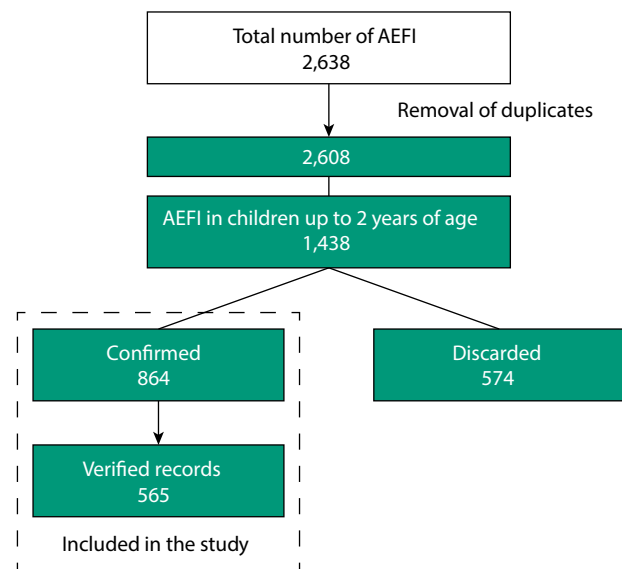 Total number of AEFI
2,638
Removal of duplicates
2,608
AEFI in children up to 2 years of age
1,438
Confirmed
864
Discarded
574
Verified records
565
Included in the study